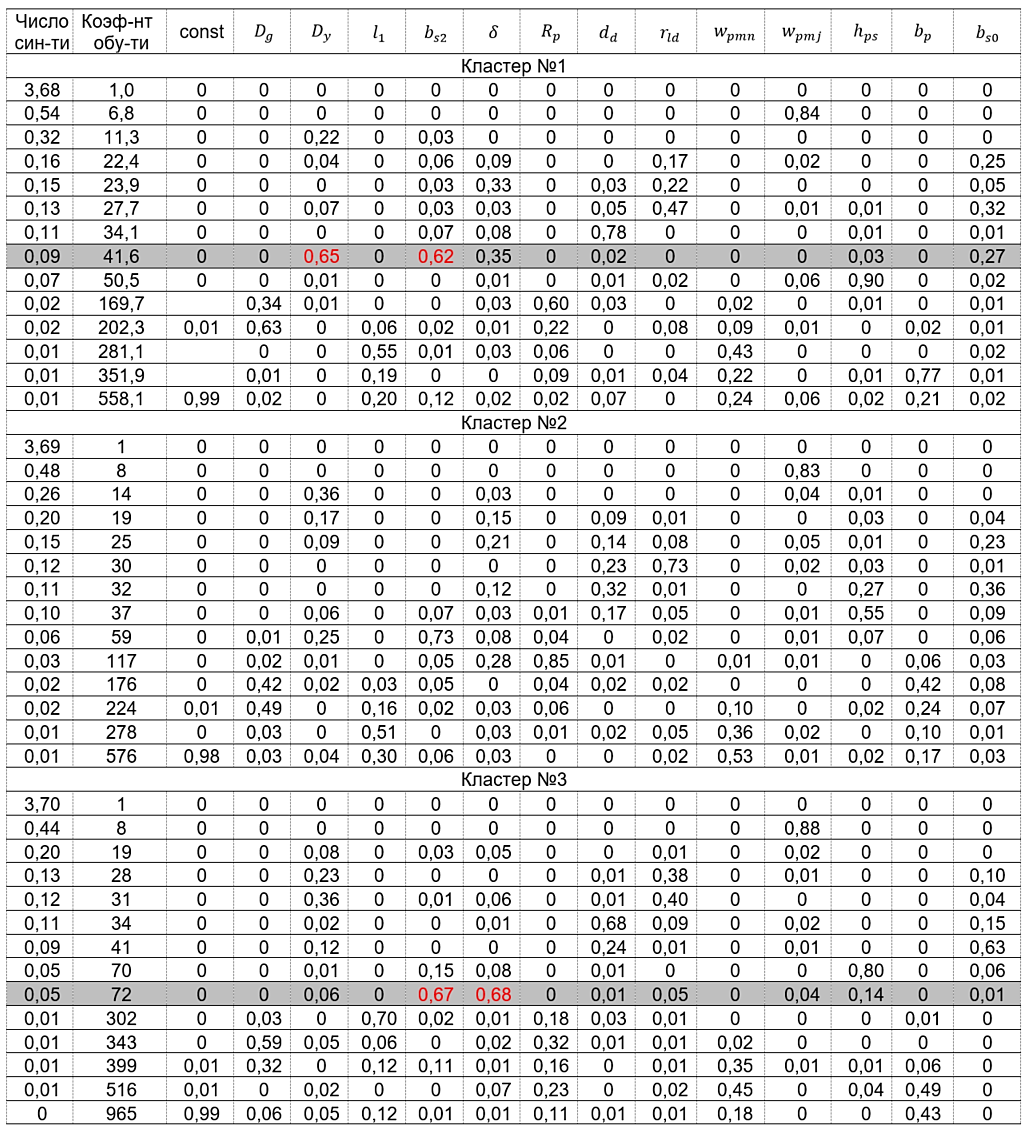 Число син-ти Коэф-нт обу-ти const D_g D_y l_1 b_s2 δ R_p d_d r_ld w_pmn w_pmj h_ps b_p b_s0
Кластер №1
3,68 1,0 0 0 0 0 0 0 0 0 0 0 0 0 0 0
0,54 6,8 0 0 0 0 0 0 0 0 0 0 0,84 0 0 0
0,32 11,3 0 0 0,22 0 0,03 0 0 0 0 0 0 0 0 0
0,16 22,4 0 0 0,04 0 0,06 0,09 0 0 0,17 0 0,02 0 0 0,25
0,15 23,9 0 0 0 0 0,03 0,33 0 0,03 0,22 0 0 0 0 0,05
0,13 27,7 0 0 0,07 0 0,03 0,03 0 0,05 0,47 0 0,01 0,01 0 0,32
0,11 34,1 0 0 0 0 0,07 0,08 0 0,78 0 0 0 0,01 0 0,01
0,09 41,6 0 0 0,65 0 0,62 0,35 0 0,02 0 0 0 0,03 0 0,27
0,07 50,5 0 0 0,01 0 0 0,01 0 0,01 0,02 0 0,06 0,90 0 0,02
0,02 169,7 0,34 0,01 0 0 0,03 0,60 0,03 0 0,02 0 0,01 0 0,01
0,02 202,3 0,01 0,63 0 0,06 0,02 0,01 0,22 0 0,08 0,09 0,01 0 0,02 0,01
0,01 281,1 0 0 0,55 0,01 0,03 0,06 0 0 0,43 0 0 0 0,02
0,01 351,9 0,01 0 0,19 0 0 0,09 0,01 0,04 0,22 0 0,01 0,77 0,01
0,01 558,1 0,99 0,02 0 0,20 0,12 0,02 0,02 0,07 0 0,24 0,06 0,02 0,21 0,02
Кластер №2
3,69 1 0 0 0 0 0 0 0 0 0 0 0 0 0 0
0,48 8 0 0 0 0 0 0 0 0 0 0 0,83 0 0 0
0,26 14 0 0 0,36 0 0 0,03 0 0 0 0 0,04 0,01 0 0
0,20 19 0 0 0,17 0 0 0,15 0 0,09 0,01 0 0 0,03 0 0,04
0,15 25 0 0 0,09 0 0 0,21 0 0,14 0,08 0 0,05 0,01 0 0,23
0,12 30 0 0 0 0 0 0 0 0,23 0,73 0 0,02 0,03 0 0,01
0,11 32 0 0 0 0 0 0,12 0 0,32 0,01 0 0 0,27 0 0,36
0,10 37 0 0 0,06 0 0,07 0,03 0,01 0,17 0,05 0 0,01 0,55 0 0,09
0,06 59 0 0,01 0,25 0 0,73 0,08 0,04 0 0,02 0 0,01 0,07 0 0,06
0,03 117 0 0,02 0,01 0 0,05 0,28 0,85 0,01 0 0,01 0,01 0 0,06 0,03
0,02 176 0 0,42 0,02 0,03 0,05 0 0,04 0,02 0,02 0 0 0 0,42 0,08
0,02 224 0,01 0,49 0 0,16 0,02 0,03 0,06 0 0 0,10 0 0,02 0,24 0,07
0,01 278 0 0,03 0 0,51 0 0,03 0,01 0,02 0,05 0,36 0,02 0 0,10 0,01
0,01 576 0,98 0,03 0,04 0,30 0,06 0,03 0 0 0,02 0,53 0,01 0,02 0,17 0,03
Кластер №3
3,70 1 0 0 0 0 0 0 0 0 0 0 0 0 0 0
0,44 8 0 0 0 0 0 0 0 0 0 0 0,88 0 0 0
0,20 19 0 0 0,08 0 0,03 0,05 0 0 0,01 0 0,02 0 0 0
0,13 28 0 0 0,23 0 0 0 0 0,01 0,38 0 0,01 0 0 0,10
0,12 31 0 0 0,36 0 0,01 0,06 0 0,01 0,40 0 0 0 0 0,04
0,11 34 0 0 0,02 0 0 0,01 0 0,68 0,09 0 0,02 0 0 0,15
0,09 41 0 0 0,12 0 0 0 0 0,24 0,01 0 0,01 0 0 0,63
0,05 70 0 0 0,01 0 0,15 0,08 0 0,01 0 0 0 0,80 0 0,06
0,05 72 0 0 0,06 0 0,67 0,68 0 0,01 0,05 0 0,04 0,14 0 0,01
0,01 302 0 0,03 0 0,70 0,02 0,01 0,18 0,03 0,01 0 0 0 0,01 0
0,01 343 0 0,59 0,05 0,06 0 0,02 0,32 0,01 0,01 0,02 0 0 0 0
0,01 399 0,01 0,32 0 0,12 0,11 0,01 0,16 0 0,01 0,35 0,01 0,01 0,06 0
0,01 516 0,01 0 0,02 0 0 0,07 0,23 0 0,02 0,45 0 0,04 0,49 0
0 965 0,99 0,06 0,05 0,12 0,01 0,01 0,11 0,01 0,01 0,18 0 0 0,43 0